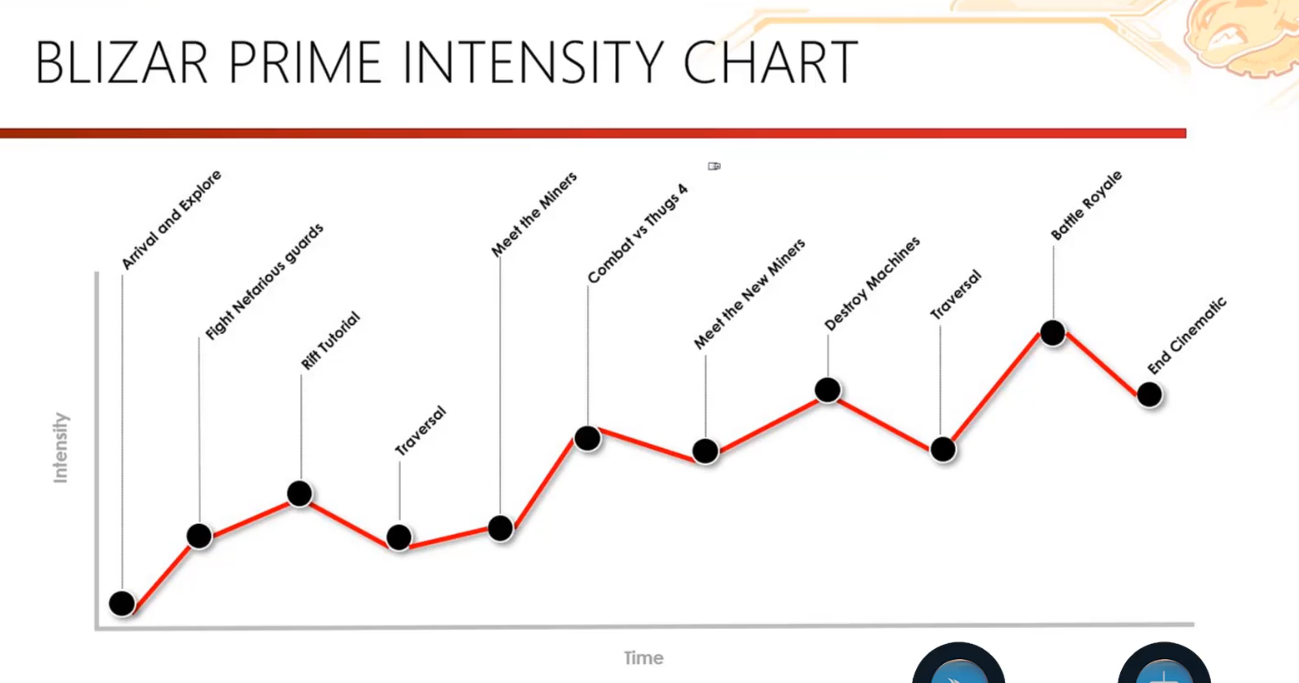 BLIZAR PRIME INTENSITY CHART
Arrival and Explore
Fight Nefarious guards
Rift Tutorial
Traversal
Meet the Miners
Combat vs Thugs 4
Meet the New Miners
Destroy Machines
Traversal
Battle Royale
End Cinematic
Intensity
Time